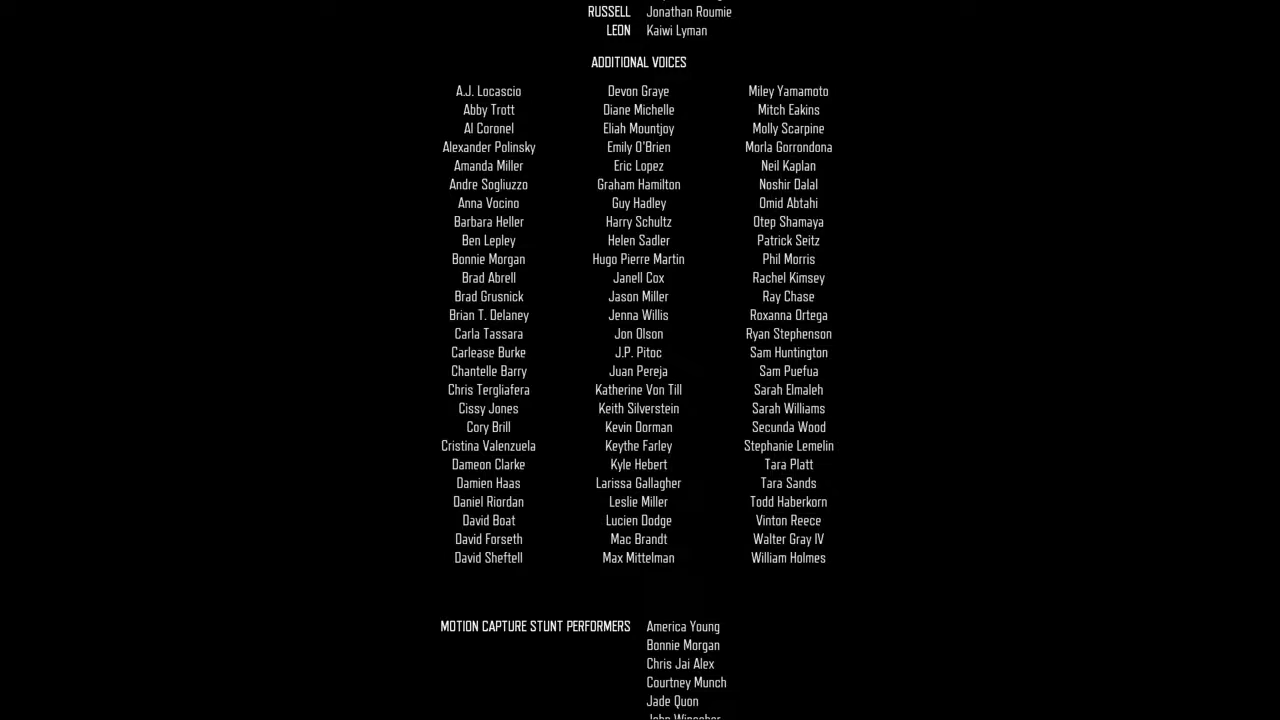 RUSSELL Jonathan Roumie
LEON Kaiwi Lyman
ADDITIONAL VOICES
A.J. Locascio Devon Graye Miley Yamamoto
Abby Trott Diane Michelle Mitch Eakins
Al Coronel Eliah Mountjoy Molly Scarpine
Alexander Polinsky Emily O'Brien Morla Gorrondona
Amanda Miller Eric Lopez Neil Kaplan
Andre Sogliuzzo Graham Hamilton Noshir Dalal
Anna Vocino Guy Hadley Omid Abtahi
Barbara Heller Harry Schultz Otep Shamaya
Ben Lepley Helen Sadler Patrick Seitz
Bonnie Morgan Hugo Pierre Martin Phil Morris
Brad Abrell Janell Cox Rachel Kimsey
Brad Grusnick Jason Miller Ray Chase
Brian T. Delaney Jenna Willis Roxanna Ortega
Carla Tassara Jon Olson Ryan Stephenson
Carlease Burke J.P. Pitoc Sam Huntington
Chantelle Barry Juan Pereja Sam Puefua
Chris Tergliafera Katherine Von Till Sarah Elmaleh
Cissy Jones Keith Silverstein Sarah Williams
Cory Brill Kevin Dorman Secunda Wood
Cristina Valenzuela Keythe Farley Stephanie Lemelin
Dameon Clarke Kyle Hebert Tara Platt
Damien Haas Larissa Gallagher Tara Sands
Daniel Riordan Leslie Miller Todd Haberkorn
David Boat Lucien Dodge Vinton Reece
David Forseth Mac Brandt Walter Gray IV
David Sheftell Max Mittelman William Holmes
MOTION CAPTURE STUNT PERFORMERS America Young
Bonnie Morgan
Chris Jai Alex
Courtney Munch
Jade Quon
John